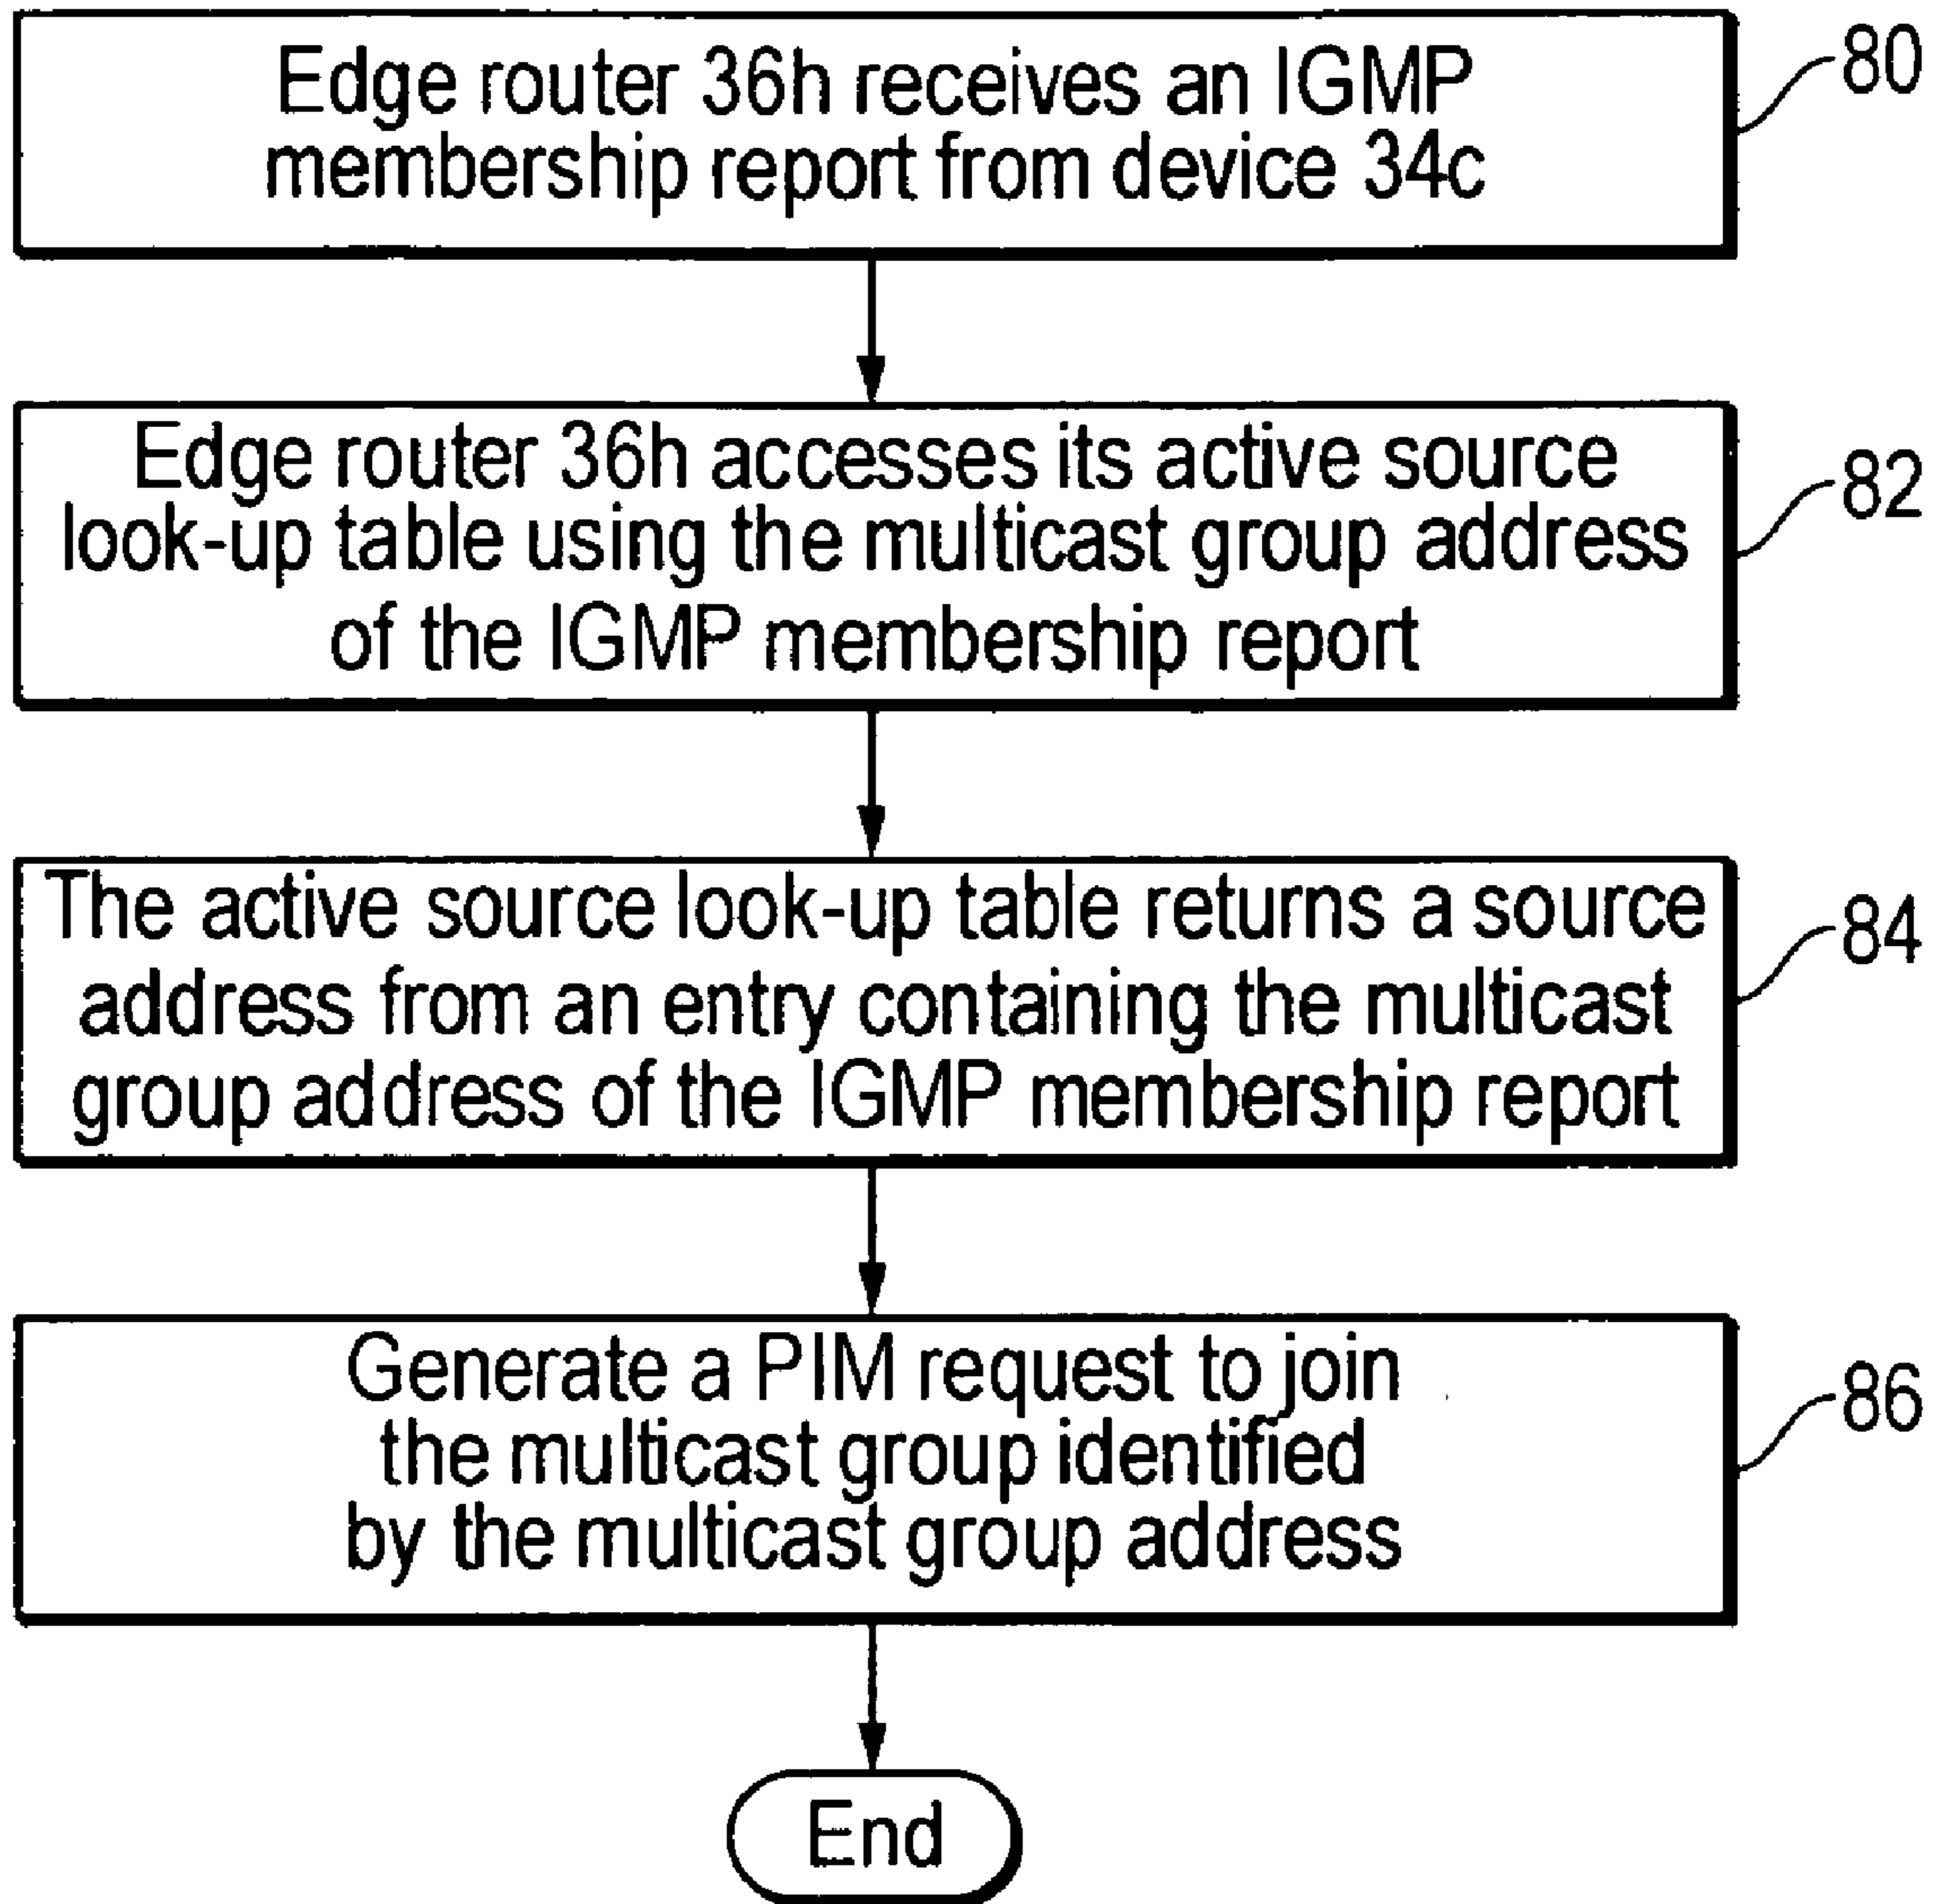 Edge router 36h receives an IGMP
membership report from device 34c
80
Edge router 36h accesses its active source
look-up table using the multicast group address
of the IGMP membership report
82
The active source look-up table returns a source
address from an entry containing the multicast
group address of the IGMP membership report
84
Generate a PIM request to join
the multicast group identified
by the multicast group address
86
End